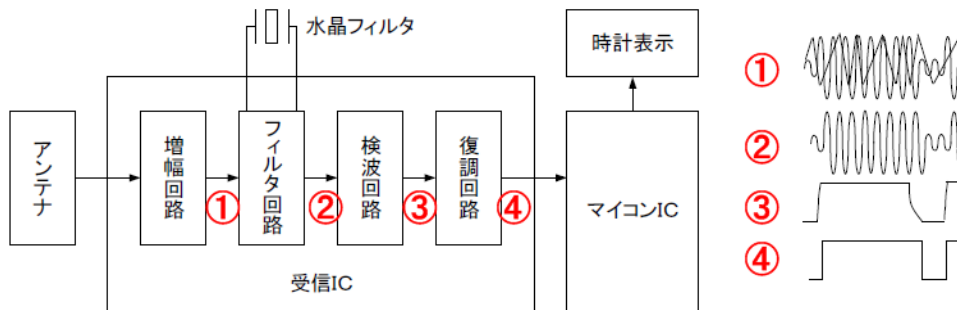 水晶フィルタ
時計表示
アンテナ
増幅回路
①
フィルタ回路
②
検波回路
③
復調回路
④
マイコンIC
受信IC
①
②
③
④